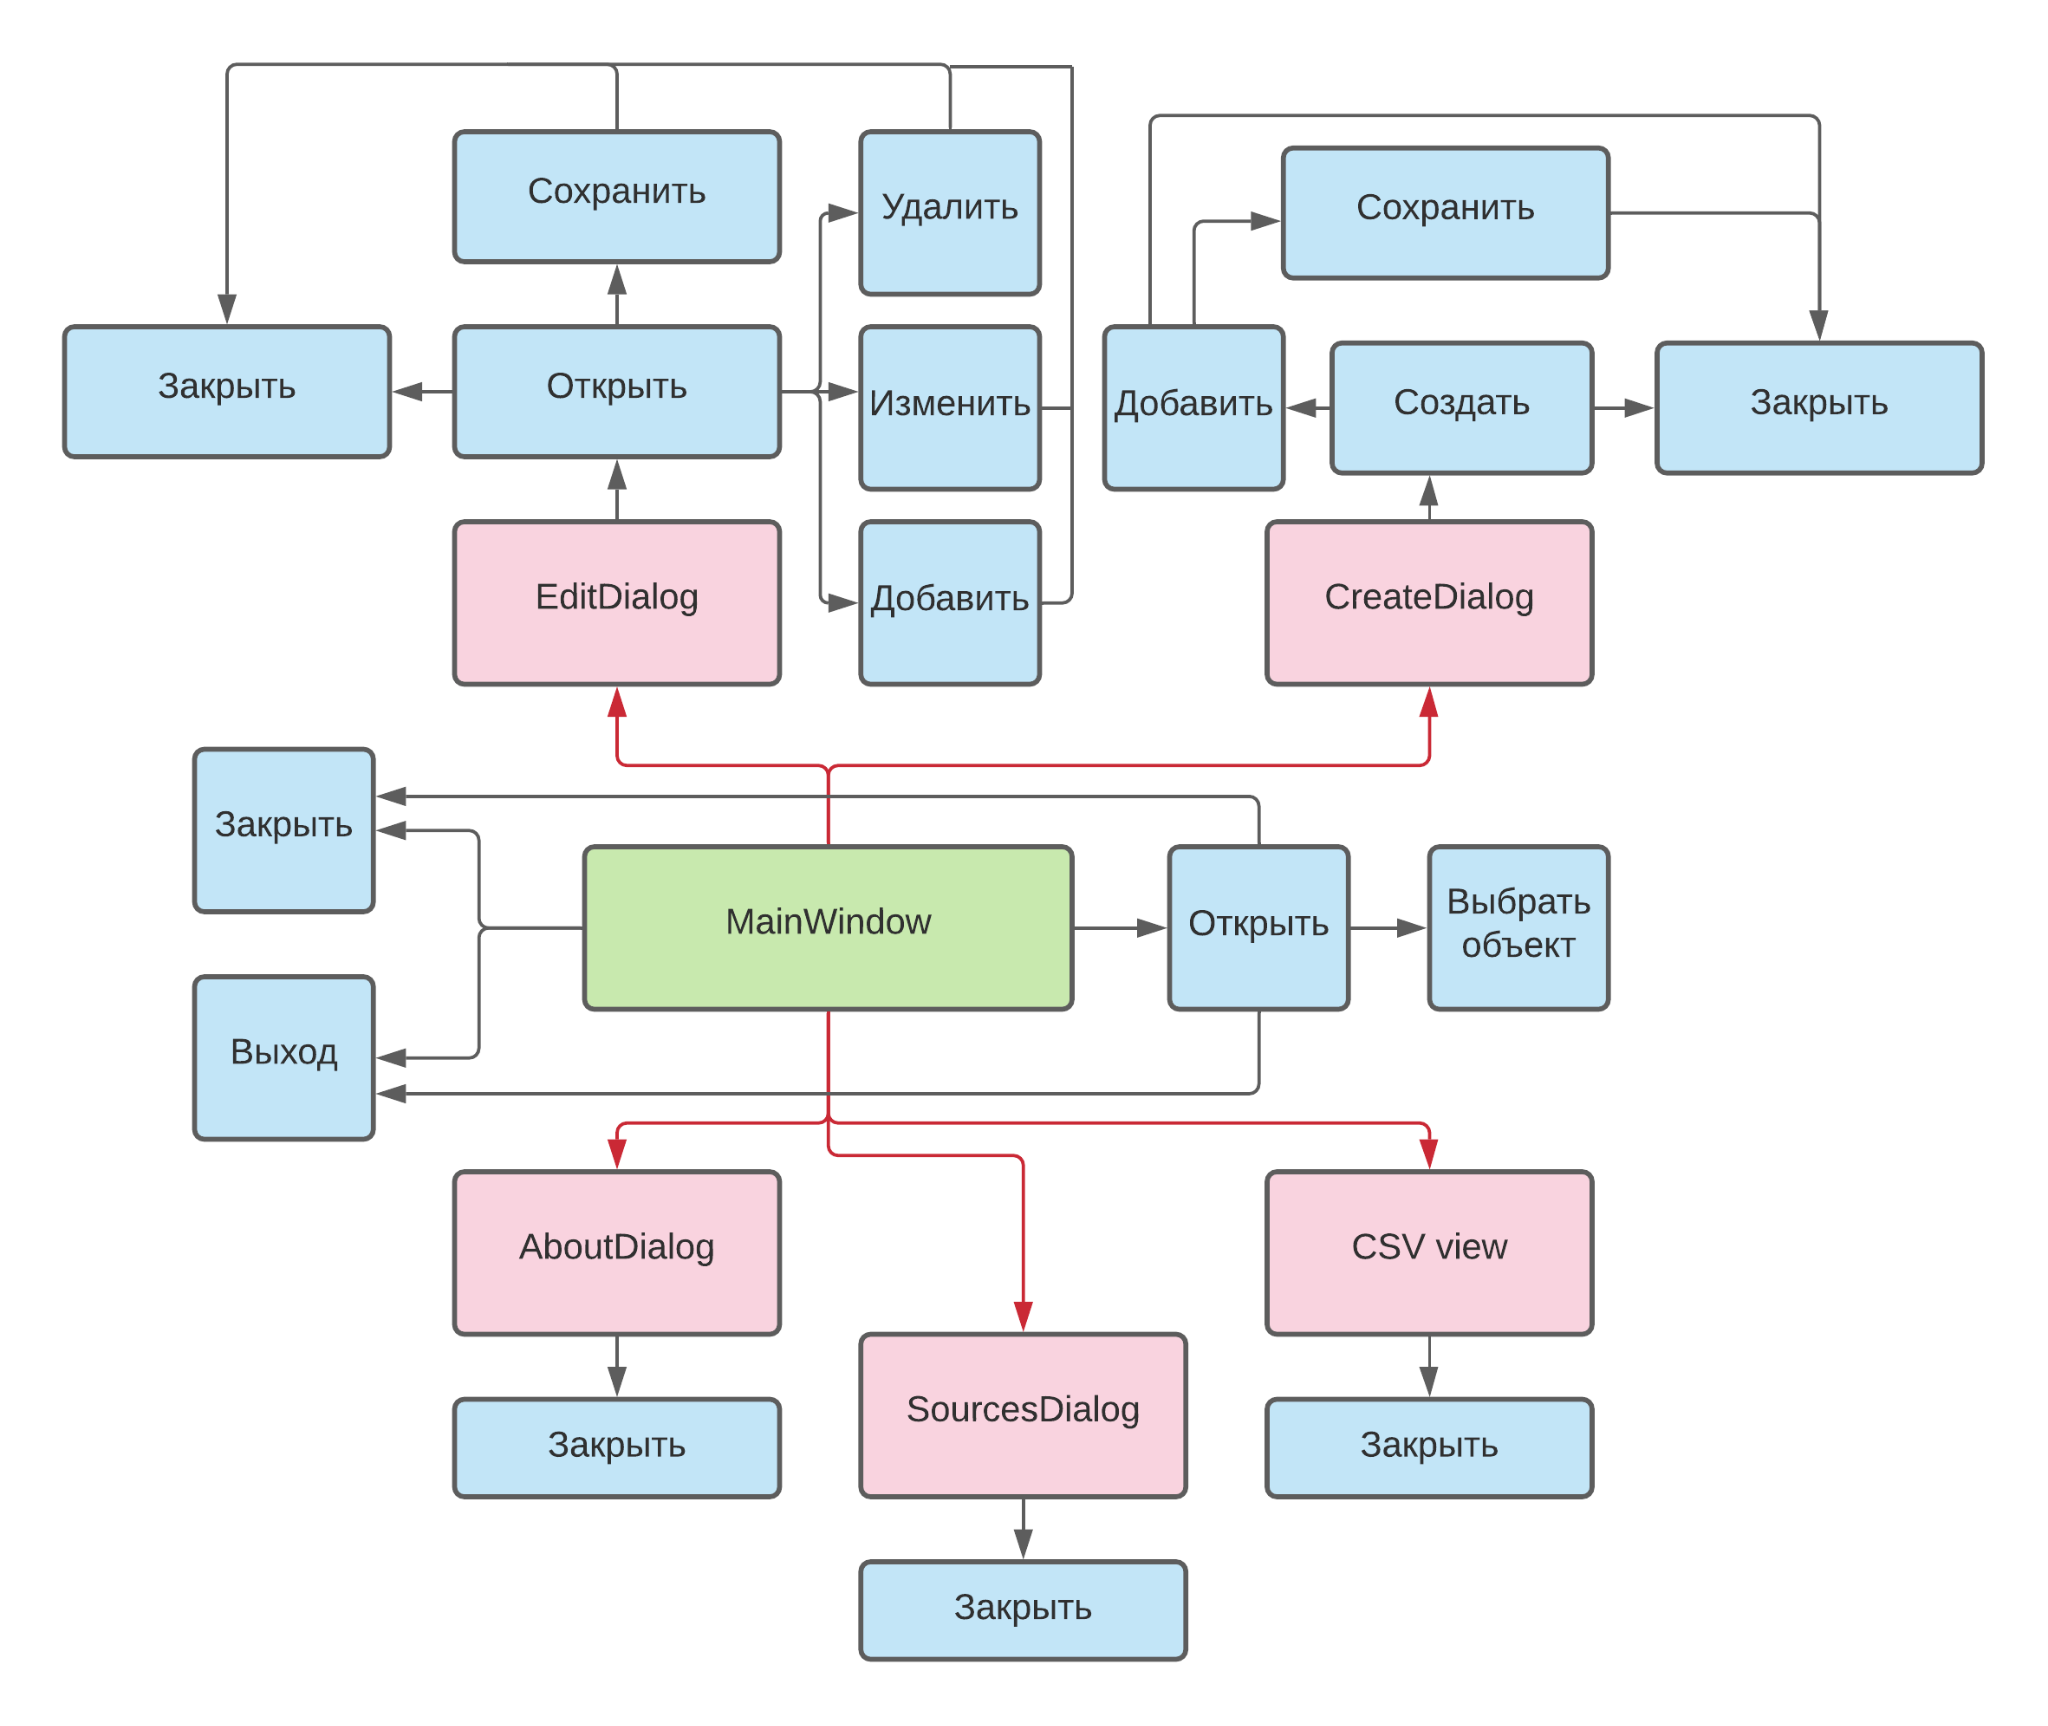 Сохранить
Удалить
Сохранить
Закрыть
Открыть
Изменить
Добавить
Создать
Закрыть
EditDialog
Добавить
CreateDialog
Закрыть
MainWindow
Открыть
Выбрать
объект
Выход
AboutDialog
CSV view
SourcesDialog
Закрыть
Закрыть
Закрыть